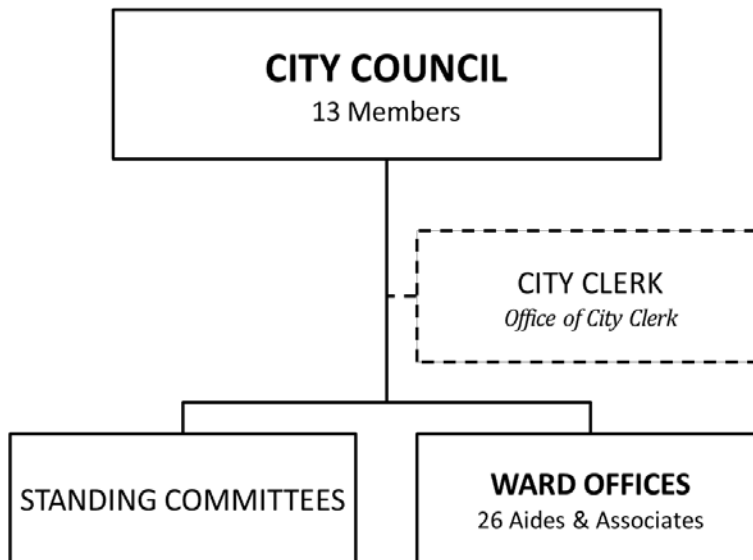 CITY COUNCIL
13 Members
CITY CLERK
Office of City Clerk
STANDING COMMITTEES
WARD OFFICES
26 Aides & Associates